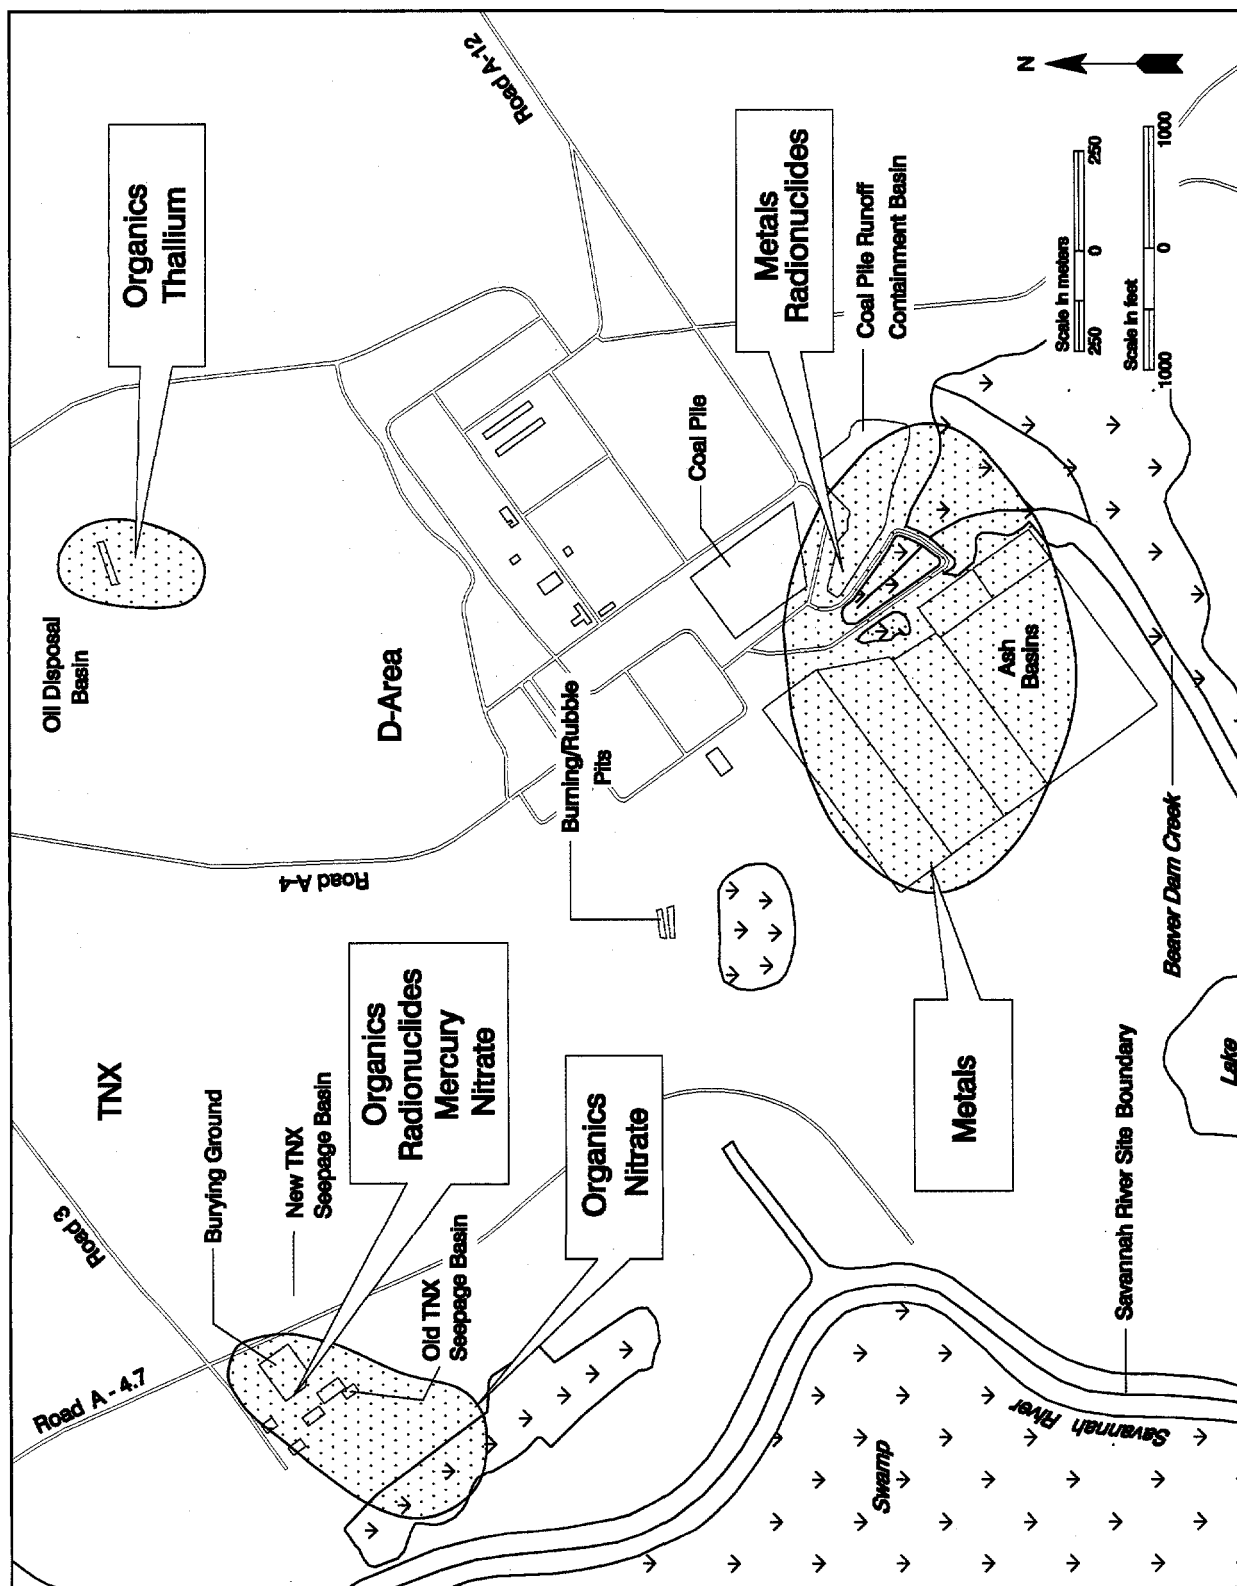 TNX
Road 3
Road A - 4.7
Burying Ground
New TNX
Seepage Basin
Old TNX
Seepage Basin
Organics
Radionuclides
Mercury
Nitrate
Organics
Nitrate
Oil Disposal
Basin
Organics
Thallium
D-Area
Road A-4
Road A-12
Burning/Rubble
Pits
Coal Pile
Metals
Radionuclides
Coal Pile Runoff
Containment Basin
Ash
Basins
Metals
Beaver Dam Creek
Lake
Savannah River Site Boundary
Savannah
River
Swamp
N
Scale in meters
250 0 250
Scale in feet
1000 0 1000